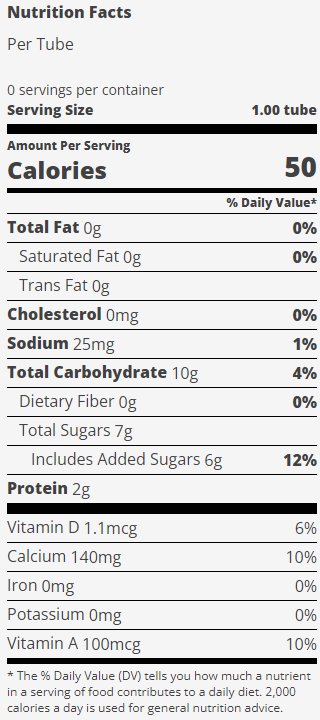 Nutrition Facts
Per Tube
0 servings per container
Serving Size 1.00 tube
Amount Per Serving
Calories 50
% Daily Value*
Total Fat 0g 0%
Saturated Fat 0g 0%
Trans Fat 0g
Cholesterol 0mg 0%
Sodium 25mg 1%
Total Carbohydrate 10g 4%
Dietary Fiber 0g 0%
Total Sugars 7g
Includes Added Sugars 6g 12%
Protein 2g
Vitamin D 1.1mcg 6%
Calcium 140mg 10%
Iron 0mg 0%
Potassium 0mg 0%
Vitamin A 100mcg 10%
* The % Daily Value (DV) tells you how much a nutrient
in a serving of food contributes to a daily diet. 2,000
calories a day is used for general nutrition advice.